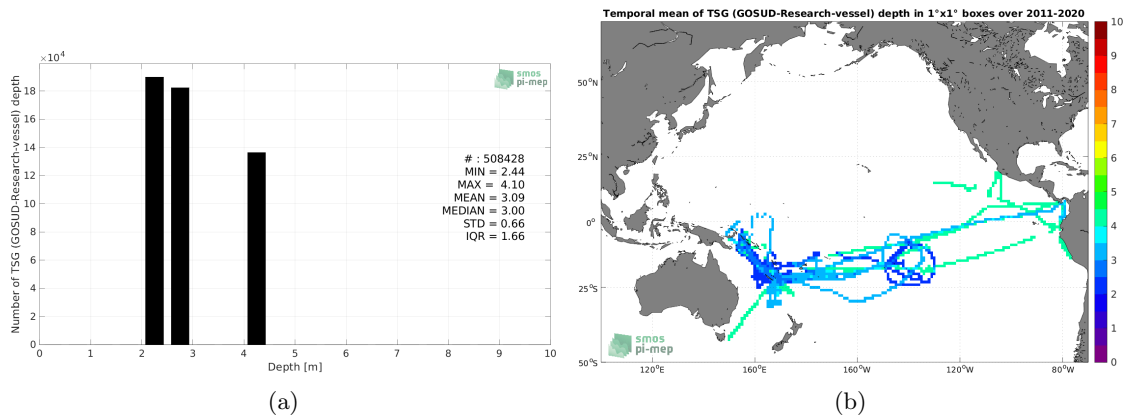 ×10⁴
18
16
14
12
10
8
6
4
2
0
Number of TSG (GOSUD-Research-vessel) depth
smos
pi-mep
# : 508428
MIN = 2.44
MAX = 4.10
MEAN = 3.09
MEDIAN = 3.00
STD = 0.66
IQR = 1.66
0 1 2 3 4 5 6 7 8 9 10
Depth [m]
(a)
Temporal mean of TSG (GOSUD-Research-vessel) depth in 1°x1° boxes over 2011-2020
50°N
25°N
0°
25°S
50°S
120°E 160°E 160°W 120°W 80°W
smos
pi-mep
10
9
8
7
6
5
4
3
2
1
0
(b)